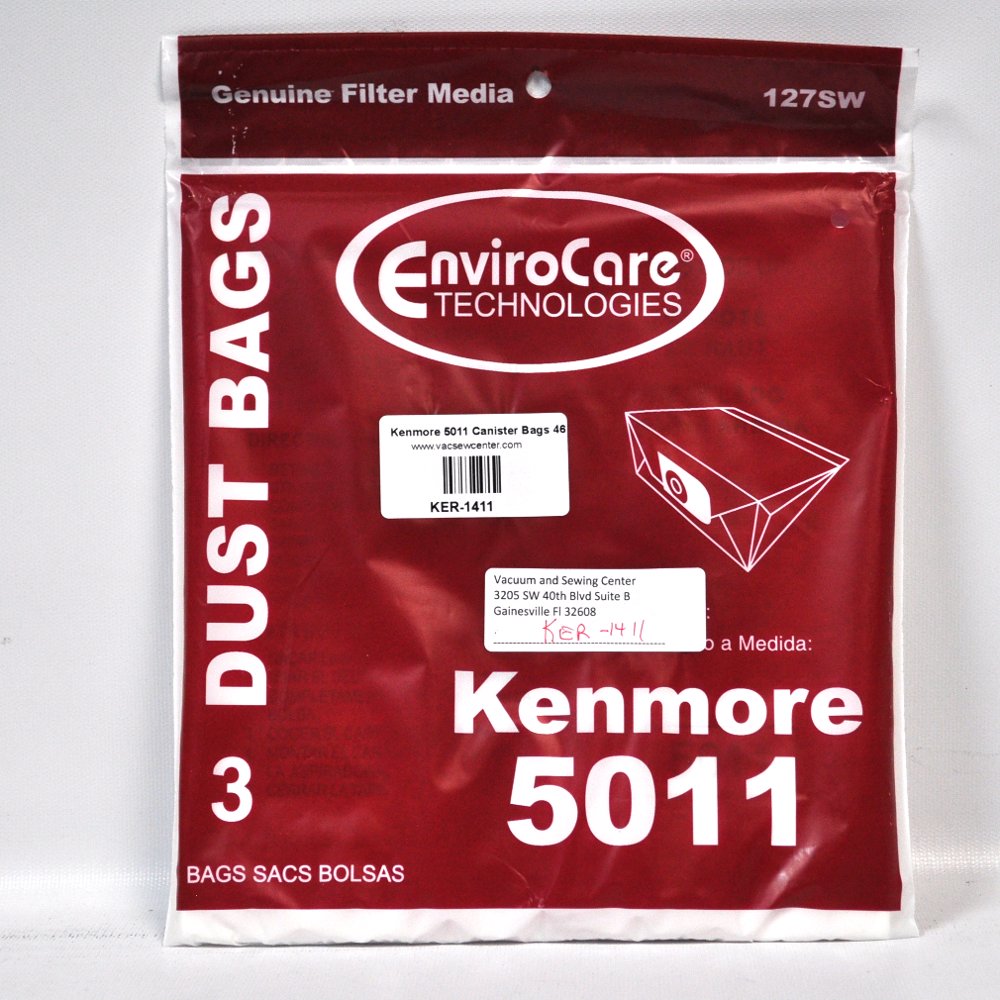 Genuine Filter Media
127SW
3 DUST BAGS
EnviroCare®
TECHNOLOGIES
Kenmore 5011 Canister Bags 46
www.vacsewcenter.com
KER-1411
Vacuum and Sewing Center
3205 SW 40th Blvd Suite B
Gainesville Fl 32608
KER-1411
o a Medida:
Kenmore
5011
BAGS SACS BOLSAS